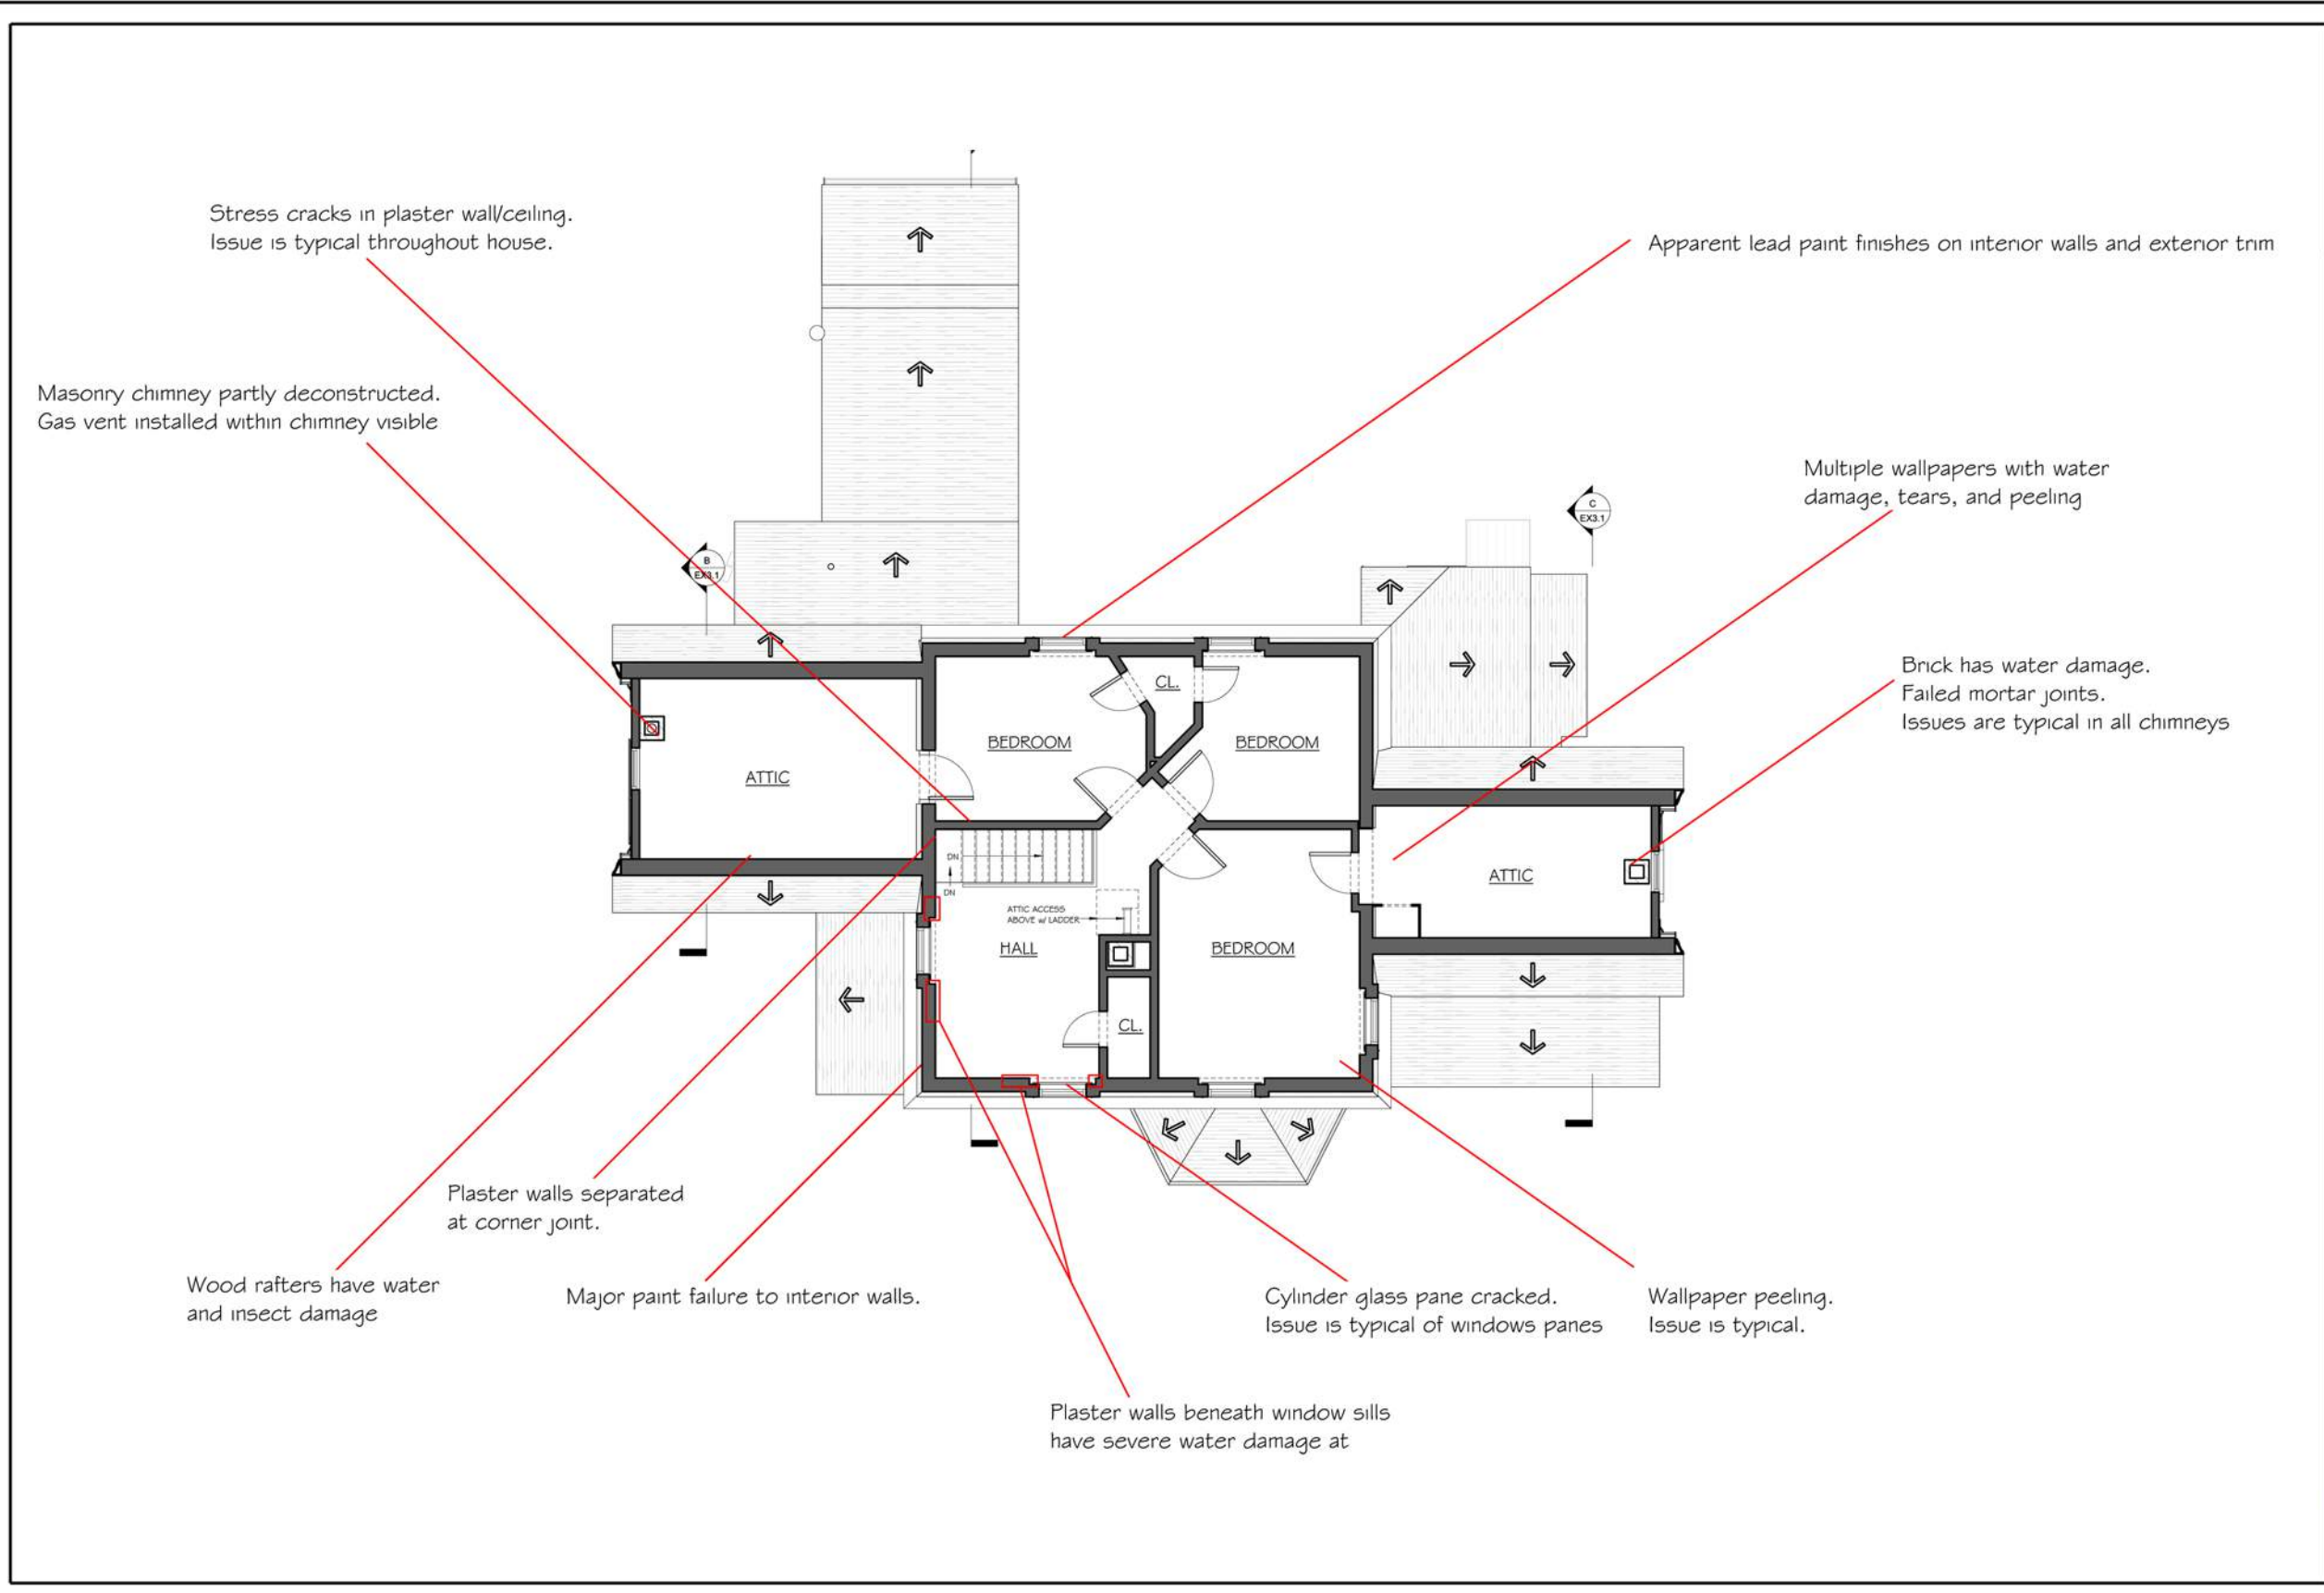 Stress cracks in plaster wall/ceiling.
Issue is typical throughout house.
Apparent lead paint finishes on interior walls and exterior trim
Masonry chimney partly deconstructed.
Gas vent installed within chimney visible
Multiple wallpapers with water
damage, tears, and peeling
C
EX3.1
B
EX3.1
Brick has water damage.
Failed mortar joints.
Issues are typical in all chimneys
CL.
BEDROOM
BEDROOM
ATTIC
DN
DN
ATTIC
ATTIC ACCESS
ABOVE w/ LADDER
HALL
BEDROOM
CL.
Plaster walls separated
at corner joint.
Wood rafters have water
and insect damage
Major paint failure to interior walls.
Cylinder glass pane cracked.
Issue is typical of windows panes
Wallpaper peeling.
Issue is typical.
Plaster walls beneath window sills
have severe water damage at